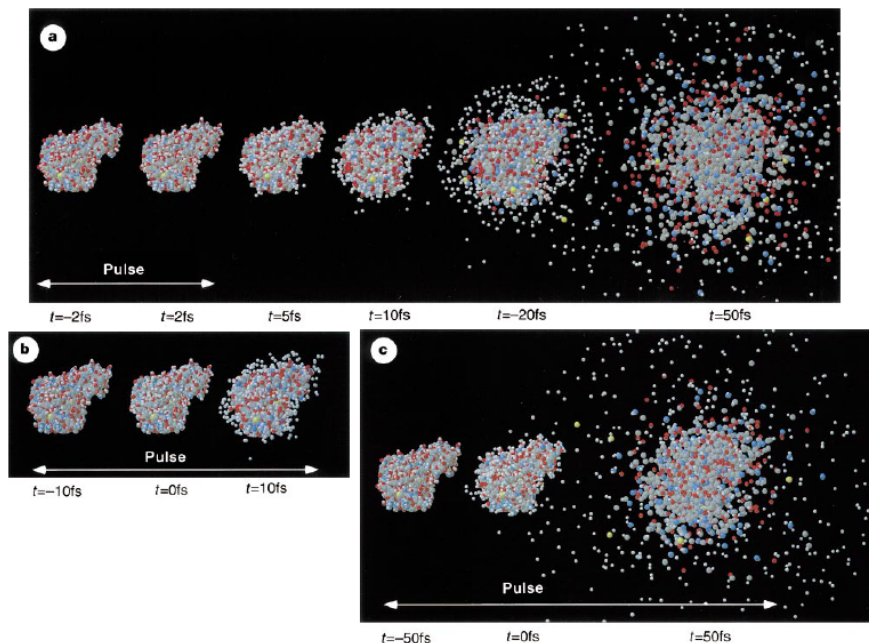 a
Pulse
t=–2fs t=2fs t=5fs t=10fs t=–20fs t=50fs
b
Pulse
t=–10fs t=0fs t=10fs
c
Pulse
t=–50fs t=0fs t=50fs